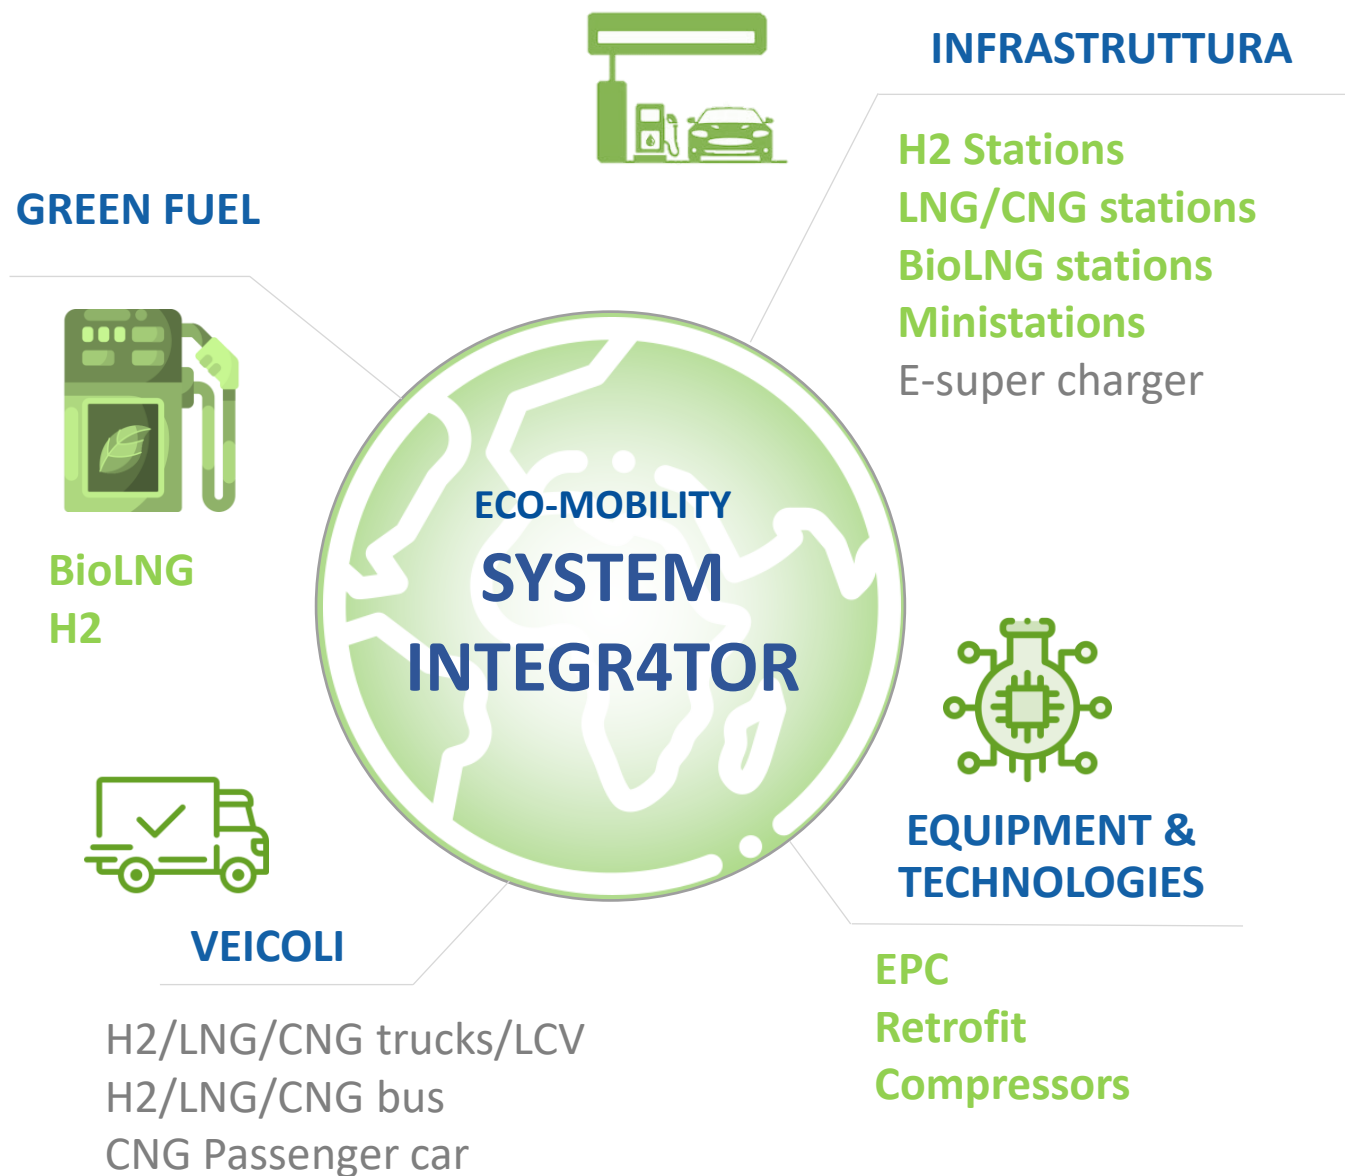 INFRASTRUTTURA
H2 Stations
LNG/CNG stations
BioLNG stations
Ministations
E-super charger
GREEN FUEL
BioLNG
H2
ECO-MOBILITY
SYSTEM
INTEGR4TOR
EQUIPMENT &
TECHNOLOGIES
EPC
Retrofit
Compressors
VEICOLI
H2/LNG/CNG trucks/LCV
H2/LNG/CNG bus
CNG Passenger car